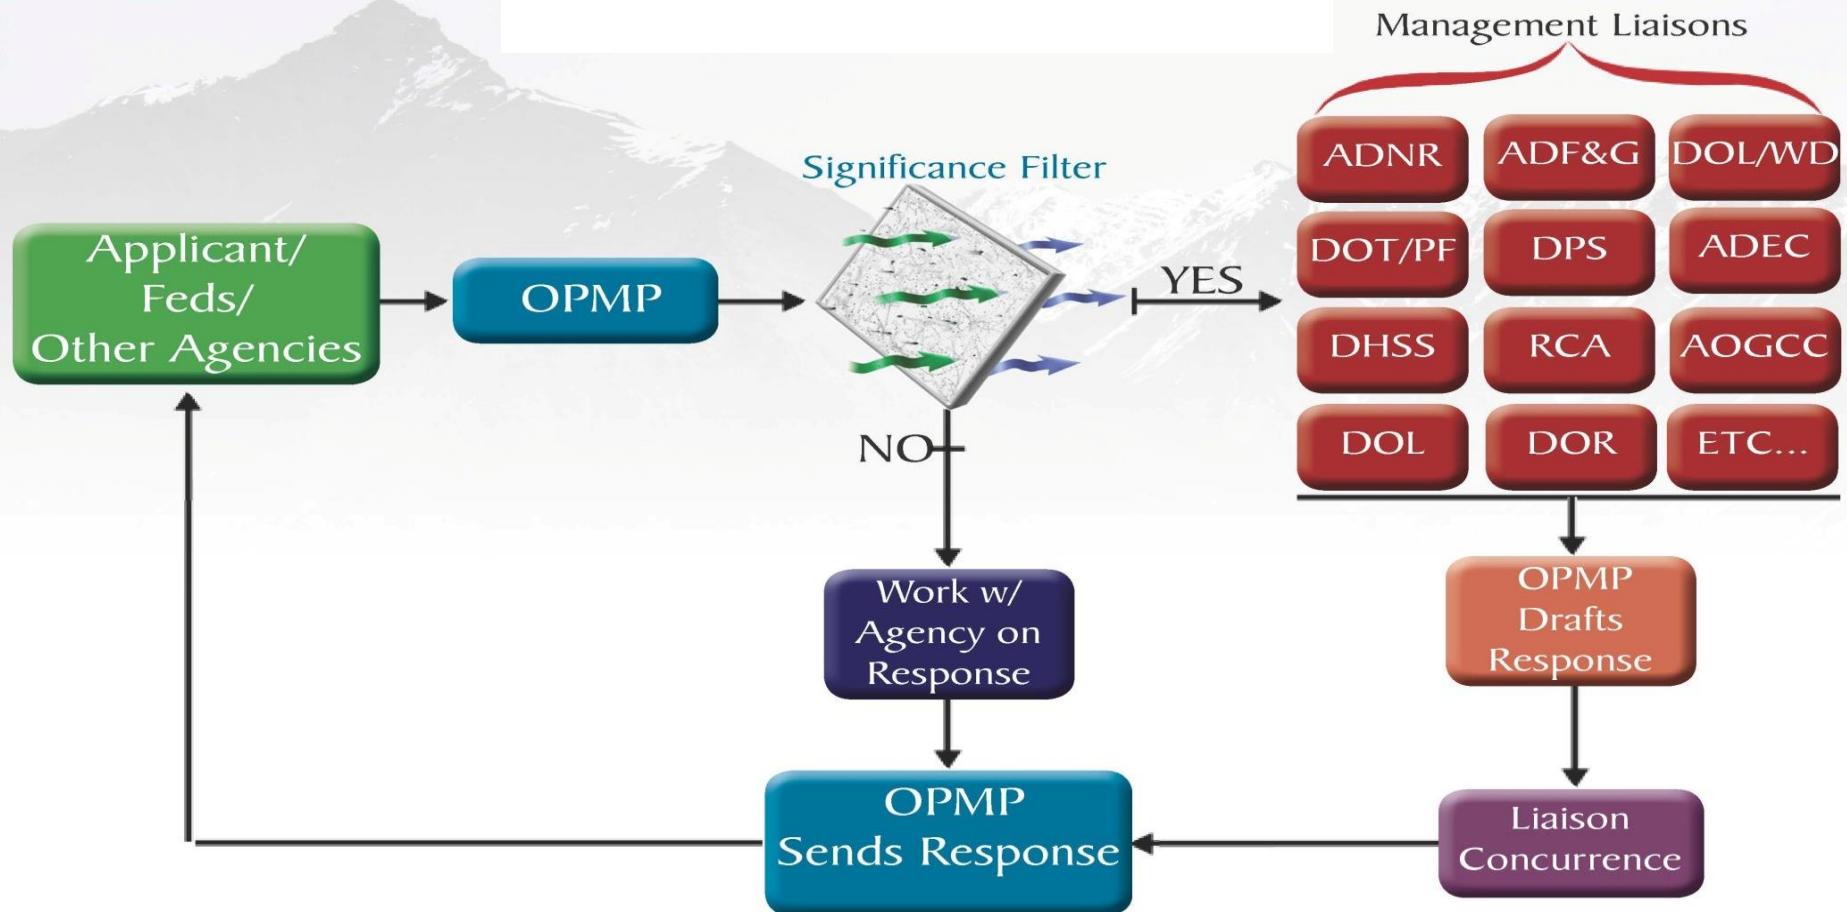 Management Liaisons
ADNR
ADF&G
DOL/WD
Significance Filter
Applicant/
Feds/
Other Agencies
OPMP
YES
DOT/PF
DPS
ADEC
DHSS
RCA
AOGCC
DOL
DOR
ETC...
NO
Work w/
Agency on
Response
OPMP
Drafts
Response
OPMP
Sends Response
Liaison
Concurrence